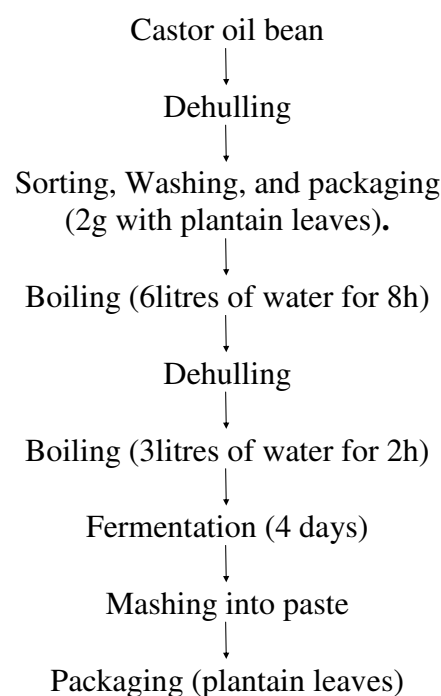 Castor oil bean
Dehulling
Sorting, Washing, and packaging
(2g with plantain leaves).
Boiling (6litres of water for 8h)
Dehulling
Boiling (3litres of water for 2h)
Fermentation (4 days)
Mashing into paste
Packaging (plantain leaves)